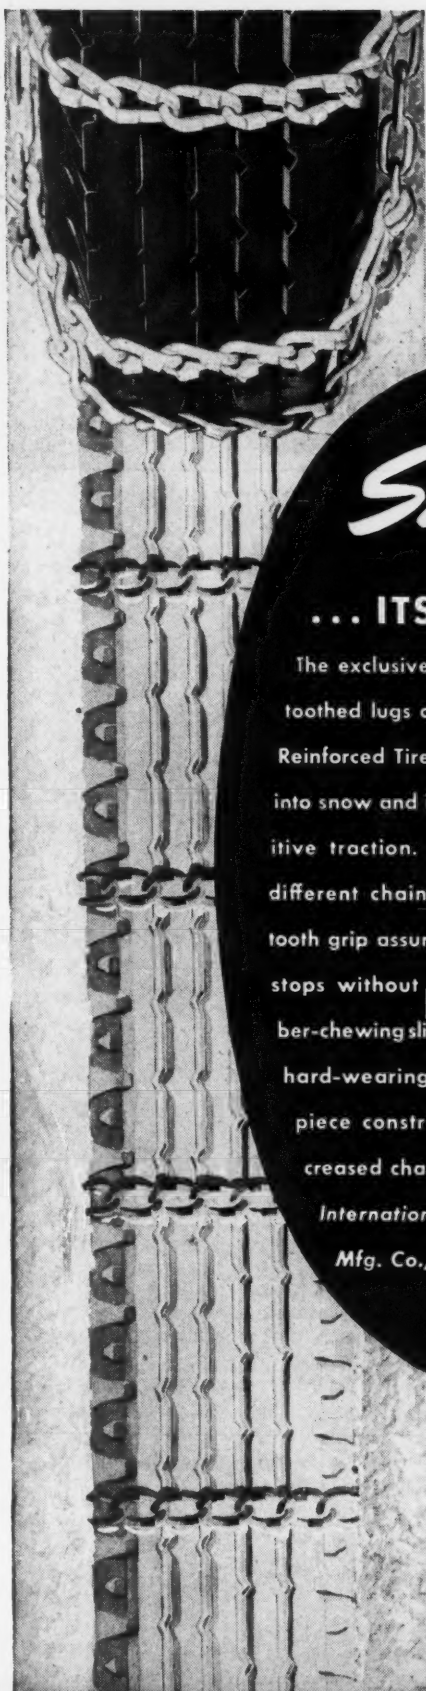 ... ITS
The exclusive
toothed lugs
Reinforced Tire
into snow and
itive traction.
different chain
tooth grip assur
stops without
ber-chewing sli
hard-wearing
piece constr
creased cha
Internation
Mfg. Co.,